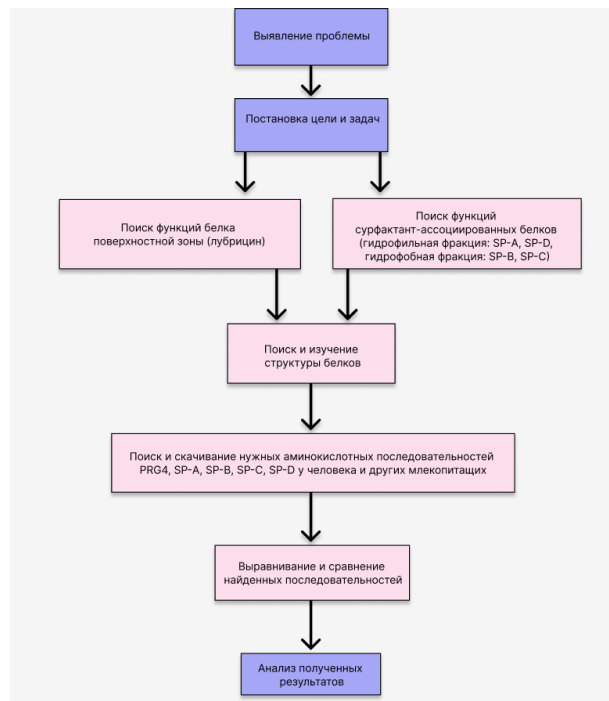 Выявление проблемы
Постановка цели и задач
Поиск функций белка
поверхностной зоны (лубрицин)
Поиск функций
сурфактант-ассоциированных белков
(гидрофильная фракция: SP-A, SP-D,
гидрофобная фракция: SP-B, SP-C)
Поиск и изучение
структуры белков
Поиск и скачивание нужных аминокислотных последовательностей
PRG4, SP-A, SP-B, SP-C, SP-D у человека и других млекопитащих
Выравнивание и сравнение
найденных последовательностей
Анализ полученных
результатов